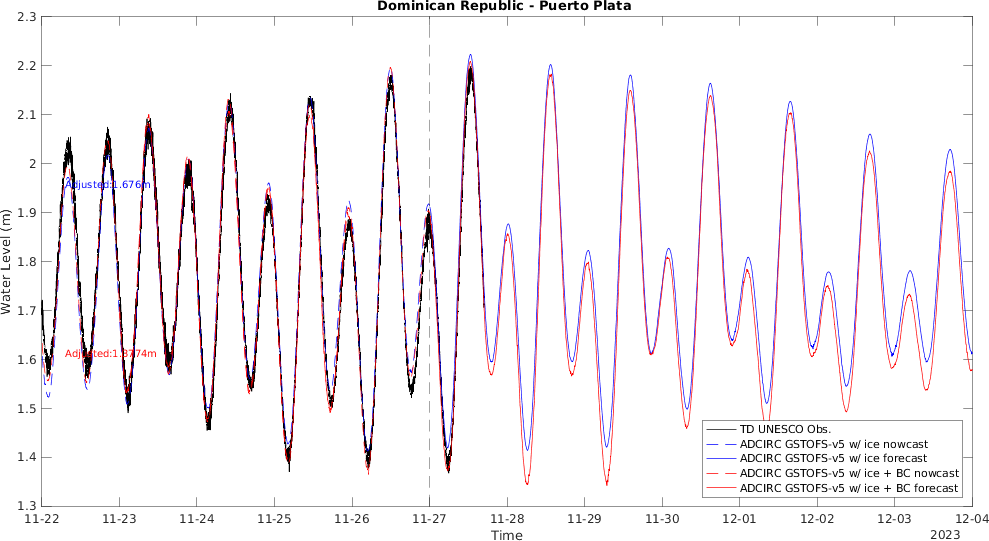 Dominican Republic - Puerto Plata
2.3
2.2
2.1
2
1.9
1.8
1.7
1.6
1.5
1.4
1.3
Water Level (m)
Adjusted:1.676m
Adjusted:1.8774m
TD UNESCO Obs.
ADCIRC GSTOFS-v5 w/ ice nowcast
ADCIRC GSTOFS-v5 w/ ice forecast
ADCIRC GSTOFS-v5 w/ ice + BC nowcast
ADCIRC GSTOFS-v5 w/ ice + BC forecast
11-22 11-23 11-24 11-25 11-26 11-27 11-28 11-29 11-30 12-01 12-02 12-03 12-04
Time
2023